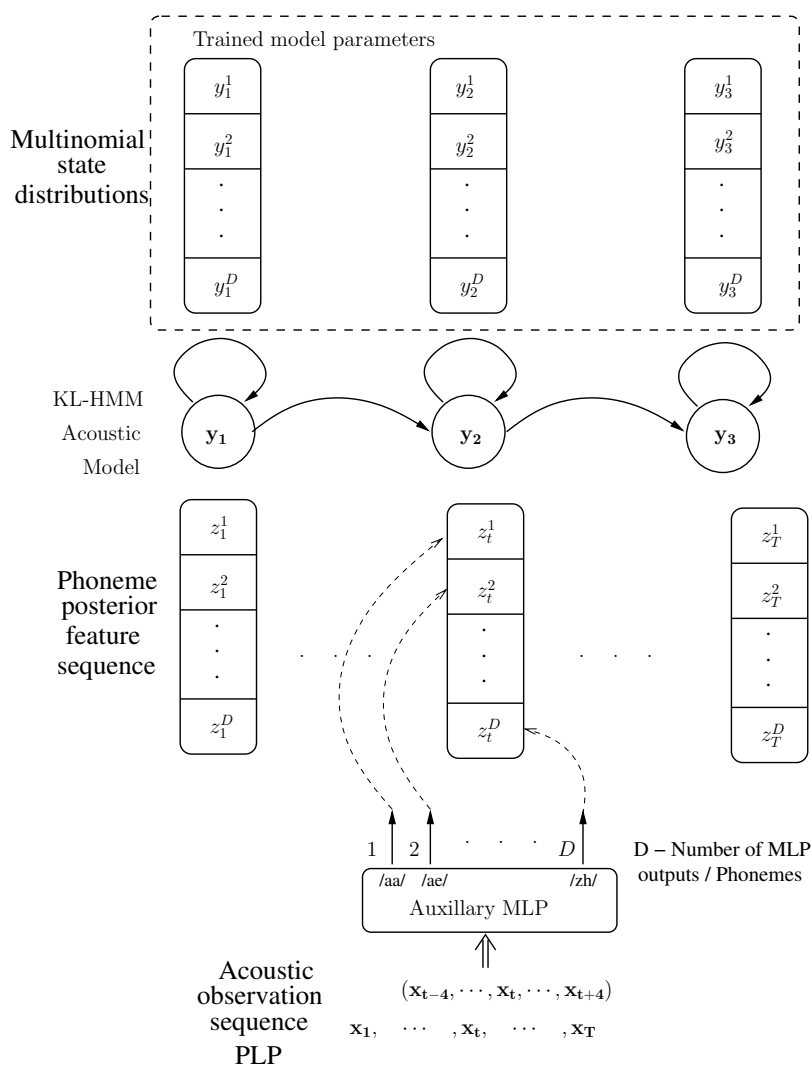 Trained model parameters
y_1^1 y_2^1 y_3^1
y_1^2 y_2^2 y_3^2
. . .
. . .
. . .
y_1^D y_2^D y_3^D
Multinomial
state
distributions
KL-HMM
Acoustic
Model
y_1 y_2 y_3
z_1^1 z_t^1 z_T^1
z_1^2 z_t^2 z_T^2
. . .
. . . . . . . . .
. . .
z_1^D z_t^D z_T^D
Phoneme
posterior
feature
sequence
1 2 . . . D
/aa/ /ae/ /zh/
Auxillary MLP
D – Number of MLP
outputs / Phonemes
Acoustic
observation
sequence
PLP
(x_{t−4}, ⋯, x_t, ⋯, x_{t+4})
x_1, ⋯ , x_t, ⋯ , x_T